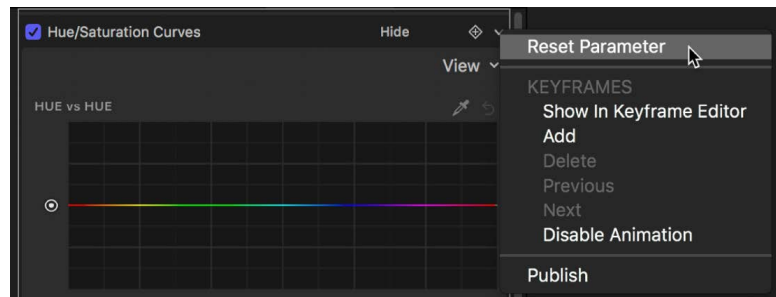 Hue/Saturation Curves
Hide
View
HUE vs HUE
Reset Parameter
KEYFRAMES
Show In Keyframe Editor
Add
Delete
Previous
Next
Disable Animation
Publish